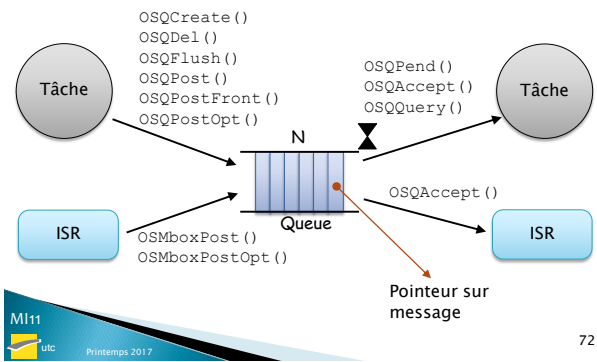 OSQCreate()
OSQDel()
OSQFlush()
OSQPost()
OSQPostFront()
OSQPostOpt()
OSQPend()
OSQAccept()
OSQQuery()
Tâche
Tâche
N
OSQAccept()
Queue
ISR
ISR
OSMboxPost()
OSMboxPostOpt()
Pointeur sur
message
MI11
utc
Printemps 2017
72